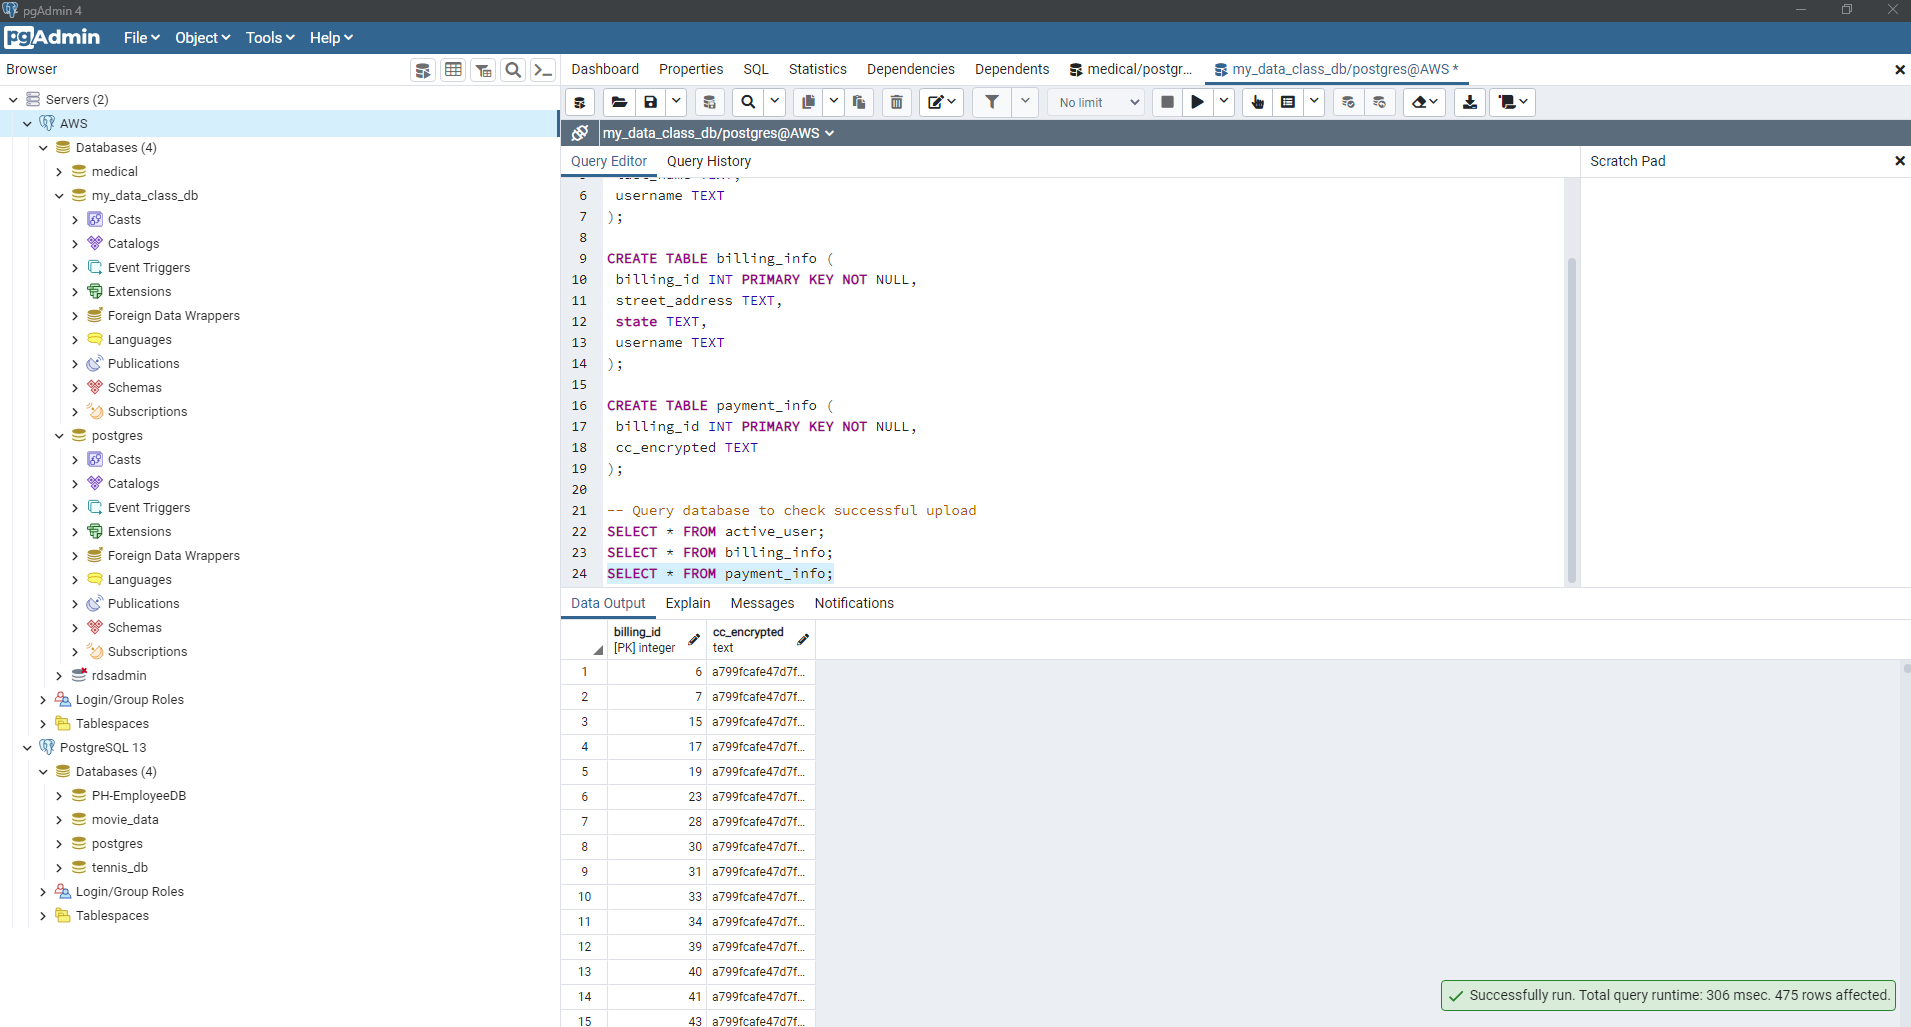 pgAdmin 4
pgAdmin File Object Tools Help
Browser
Servers (2)
AWS
Databases (4)
medical
my_data_class_db
Casts
Catalogs
Event Triggers
Extensions
Foreign Data Wrappers
Languages
Publications
Schemas
Subscriptions
postgres
Casts
Catalogs
Event Triggers
Extensions
Foreign Data Wrappers
Languages
Publications
Schemas
Subscriptions
rdsadmin
Login/Group Roles
Tablespaces
PostgreSQL 13
Databases (4)
PH-EmployeeDB
movie_data
postgres
tennis_db
Login/Group Roles
Tablespaces
Dashboard Properties SQL Statistics Dependencies Dependents medical/postgr... my_data_class_db/postgres@AWS *
No limit
my_data_class_db/postgres@AWS
Query Editor Query History
Scratch Pad
6 username TEXT
7 );
8
9 CREATE TABLE billing_info (
10 billing_id INT PRIMARY KEY NOT NULL,
11 street_address TEXT,
12 state TEXT,
13 username TEXT
14 );
15
16 CREATE TABLE payment_info (
17 billing_id INT PRIMARY KEY NOT NULL,
18 cc_encrypted TEXT
19 );
20
21 -- Query database to check successful upload
22 SELECT * FROM active_user;
23 SELECT * FROM billing_info;
24 SELECT * FROM payment_info;
Data Output Explain Messages Notifications
billing_id cc_encrypted
[PK] integer text
1 6 a799fcafe47d7f...
2 7 a799fcafe47d7f...
3 15 a799fcafe47d7f...
4 17 a799fcafe47d7f...
5 19 a799fcafe47d7f...
6 23 a799fcafe47d7f...
7 28 a799fcafe47d7f...
8 30 a799fcafe47d7f...
9 31 a799fcafe47d7f...
10 33 a799fcafe47d7f...
11 34 a799fcafe47d7f...
12 39 a799fcafe47d7f...
13 40 a799fcafe47d7f...
14 41 a799fcafe47d7f...
15 43 a799fcafe47d7f...
Successfully run. Total query runtime: 306 msec. 475 rows affected.